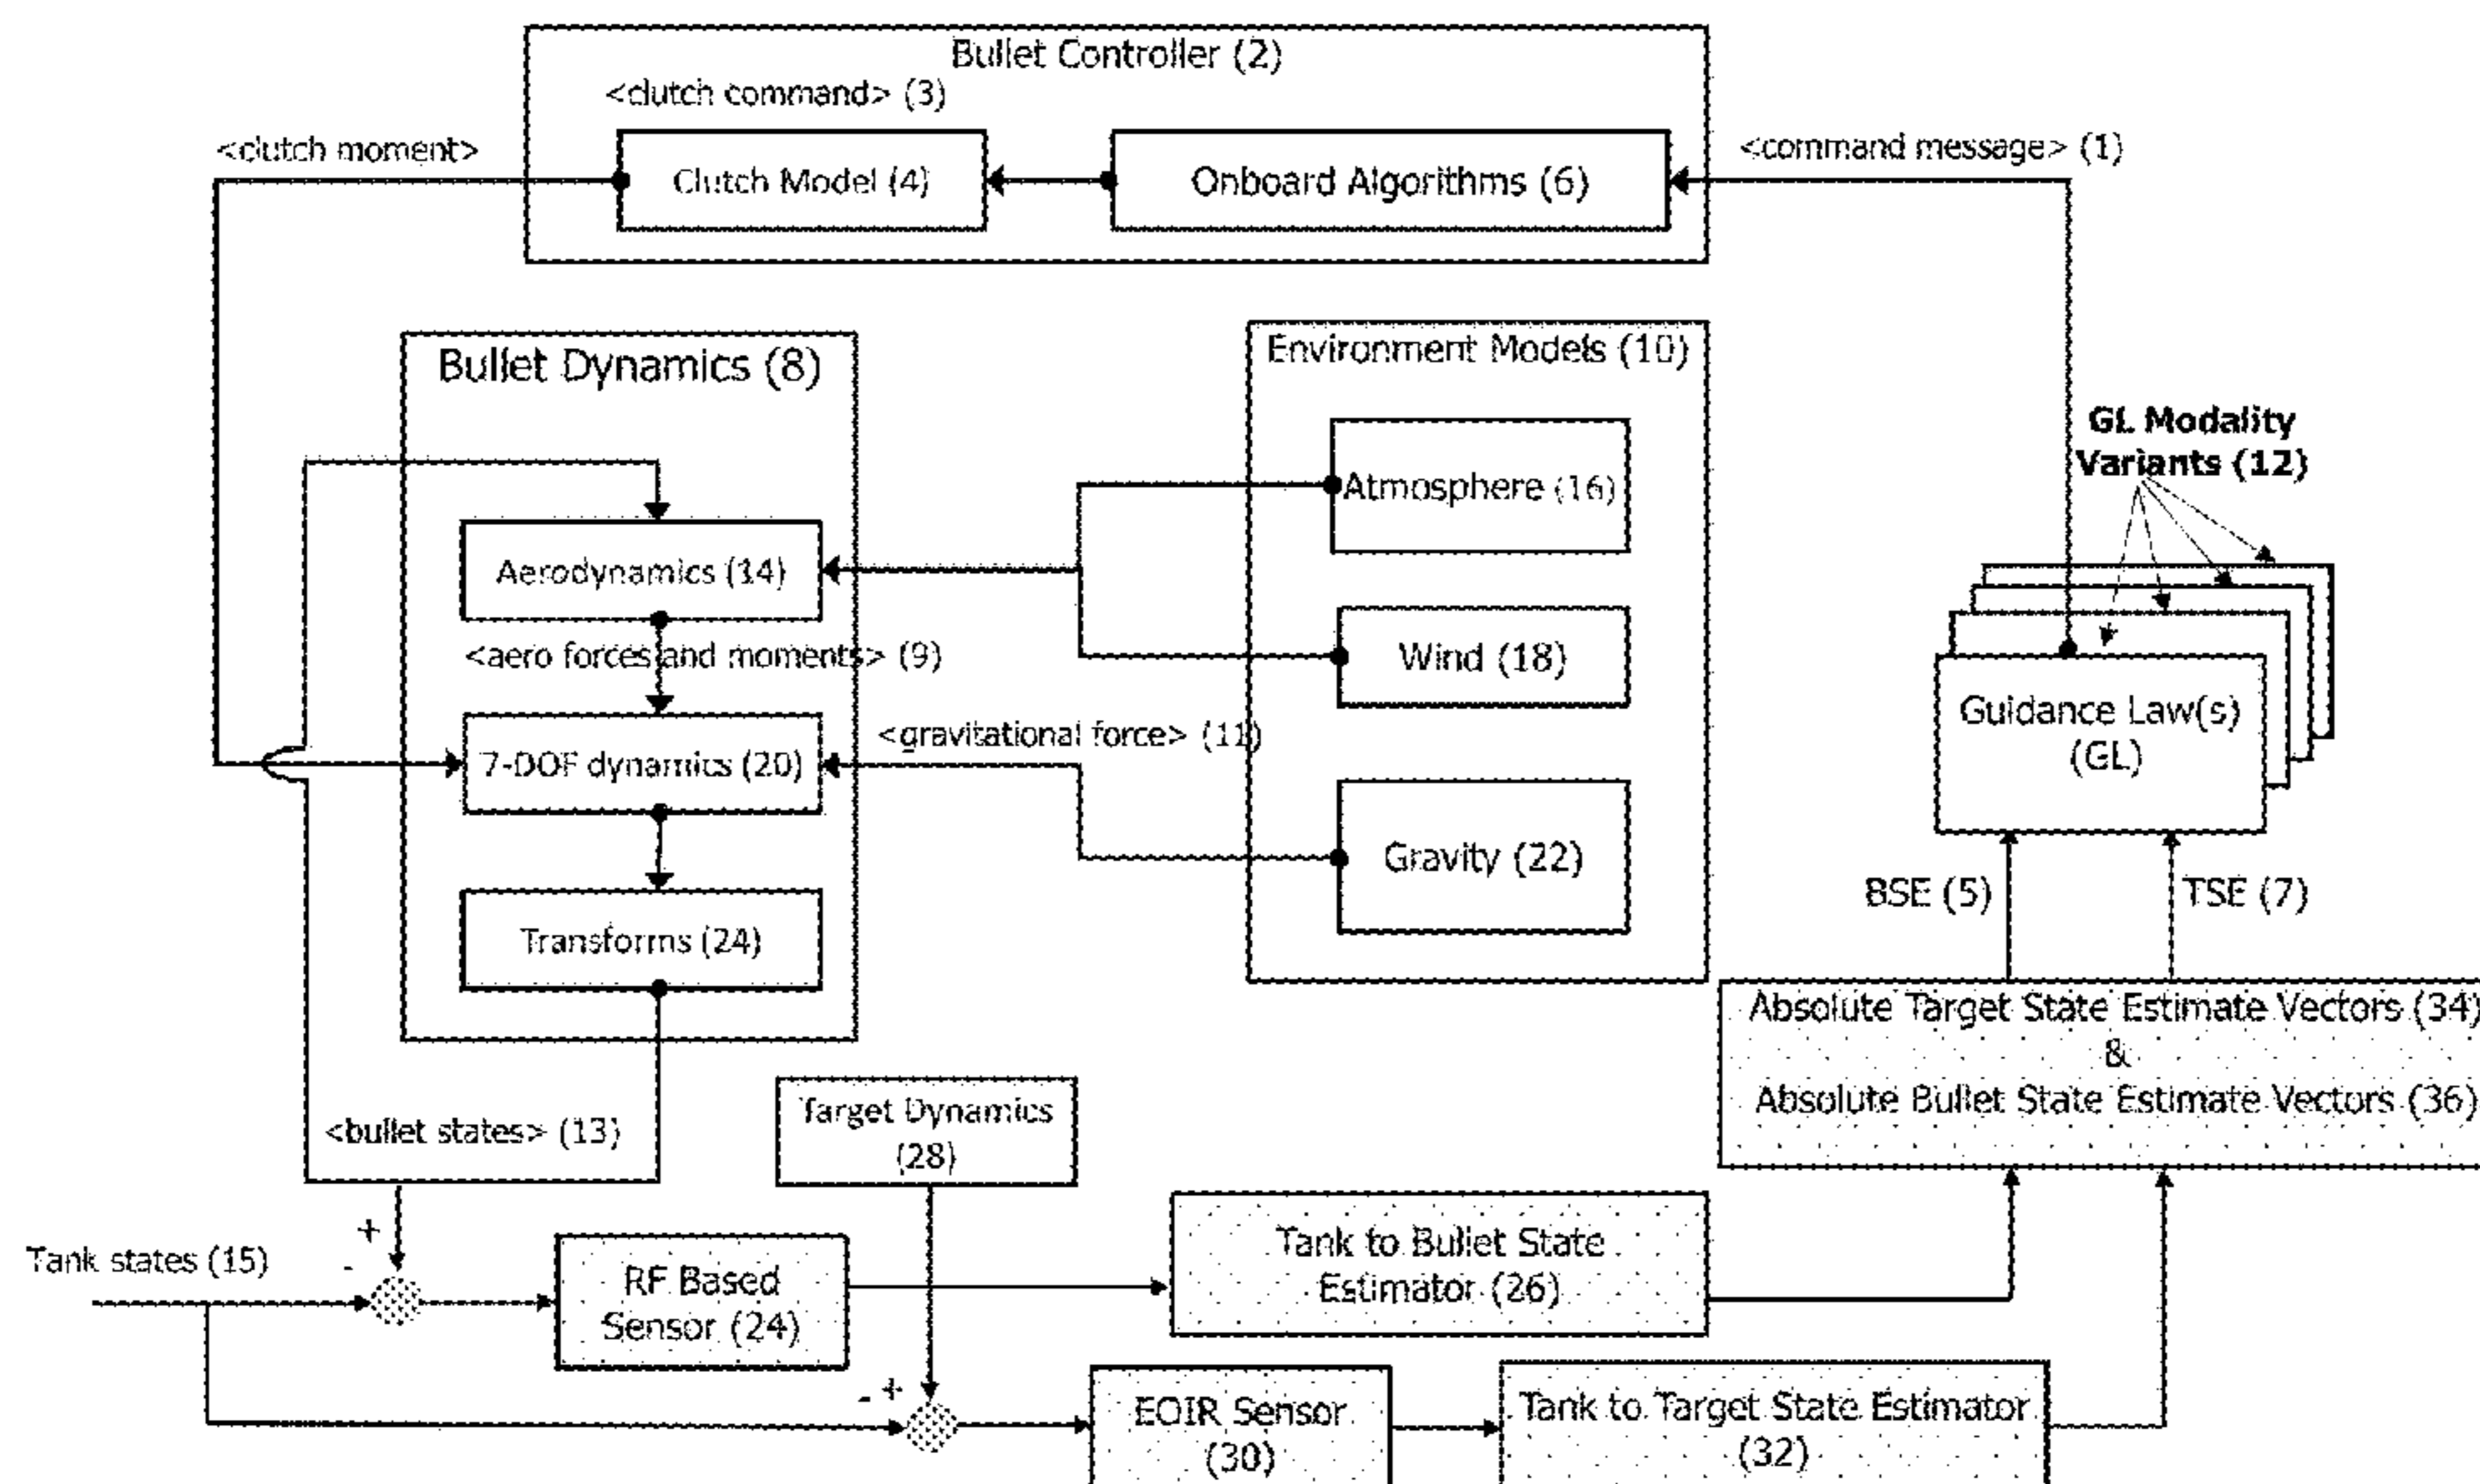 Bullet Controller (2)
<clutch command> (3)
<clutch moment>
Clutch Model (4)
Onboard Algorithms (6)
<command message> (1)
Bullet Dynamics (8)
Environment Models (10)
GL Modality
Variants (12)
Atmosphere (16)
Aerodynamics (14)
<aero forces and moments> (9)
Wind (18)
Guidance Law(s)
(GL)
<gravitational force> (11)
7-DOF dynamics (20)
Gravity (22)
BSE (5)
TSE (7)
Transforms (24)
Absolute Target State Estimate Vectors (34)
&
Absolute Bullet State Estimate Vectors (36)
Target Dynamics
(28)
<bullet states> (13)
+
-
Tank states (15)
RF Based
Sensor (24)
Tank to Bullet State
Estimator (26)
- +
EOIR Sensor
(30)
Tank to Target State Estimator
(32)